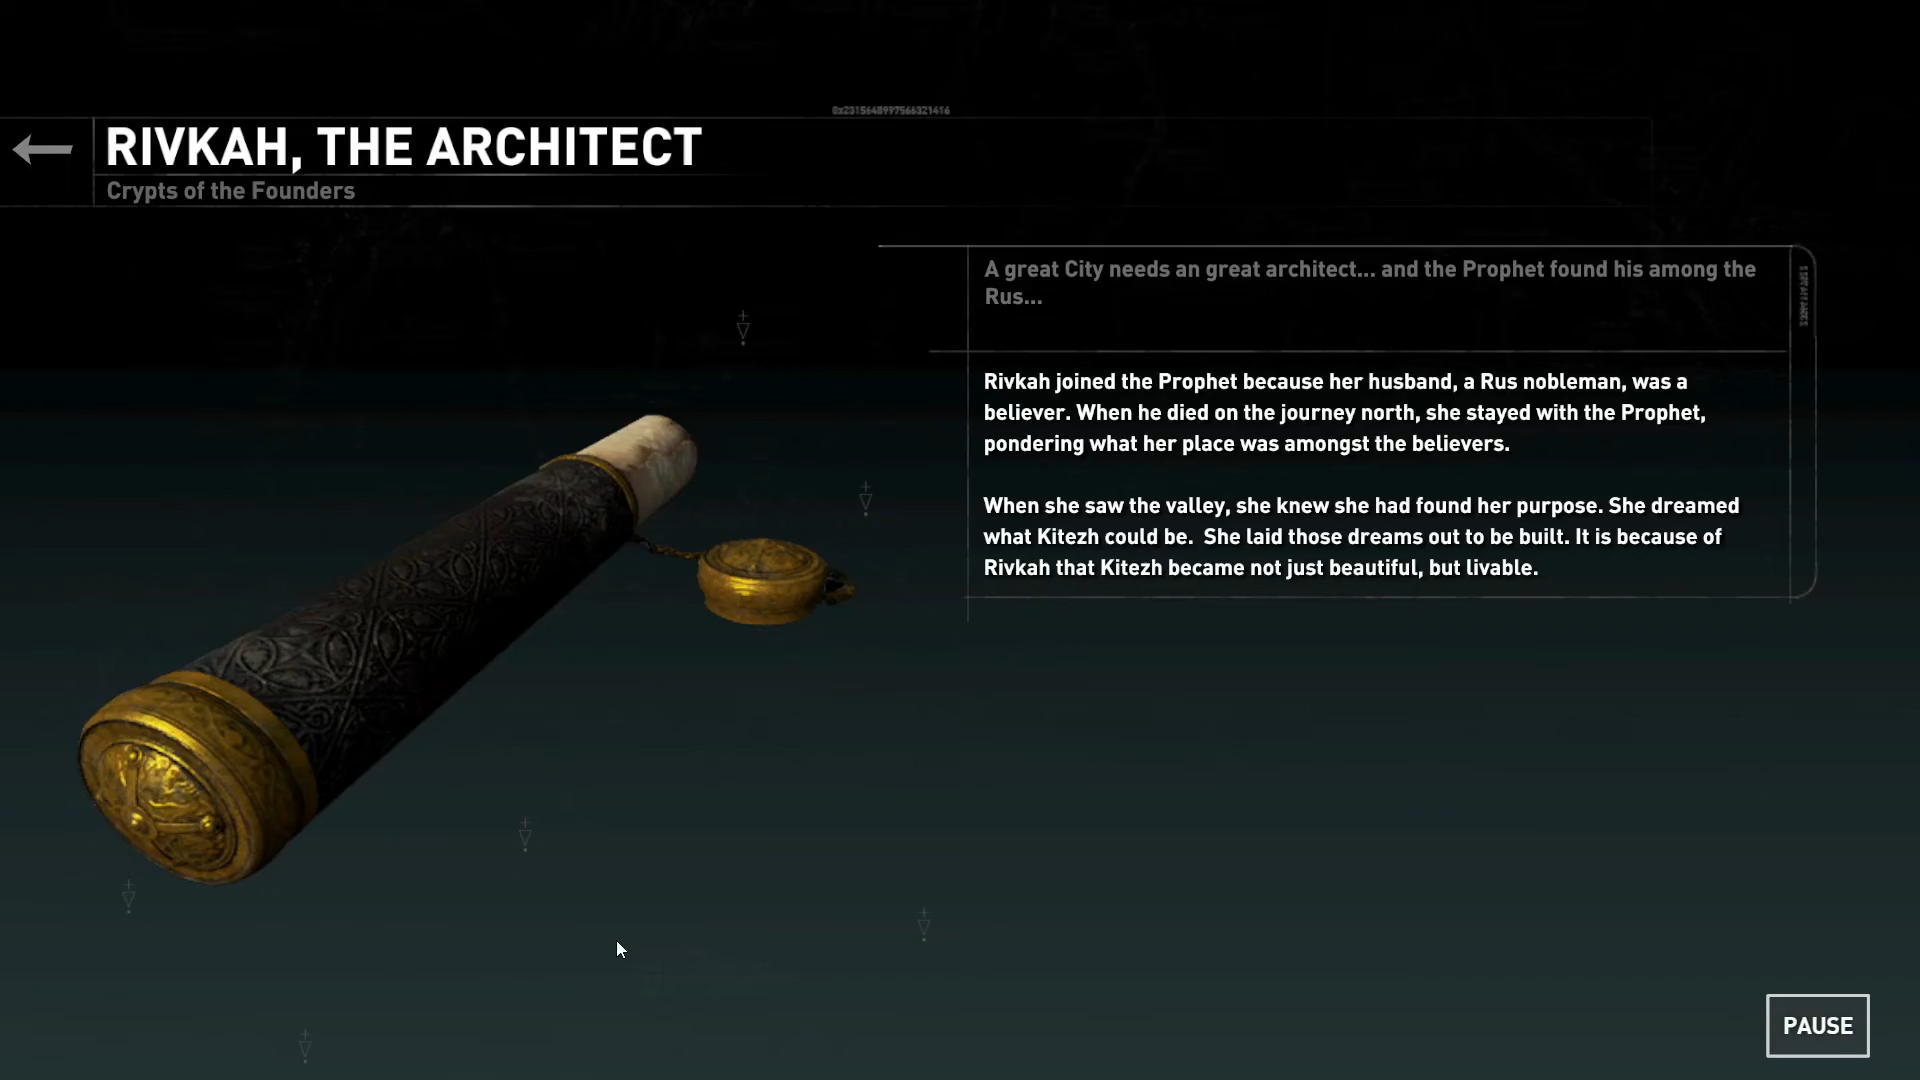 RIVKAH, THE ARCHITECT
Crypts of the Founders
A great City needs an great architect... and the Prophet found his among the
Rus...
Rivkah joined the Prophet because her husband, a Rus nobleman, was a
believer. When he died on the journey north, she stayed with the Prophet,
pondering what her place was amongst the believers.
When she saw the valley, she knew she had found her purpose. She dreamed
what Kitezh could be.  She laid those dreams out to be built. It is because of
Rivkah that Kitezh became not just beautiful, but livable.
PAUSE